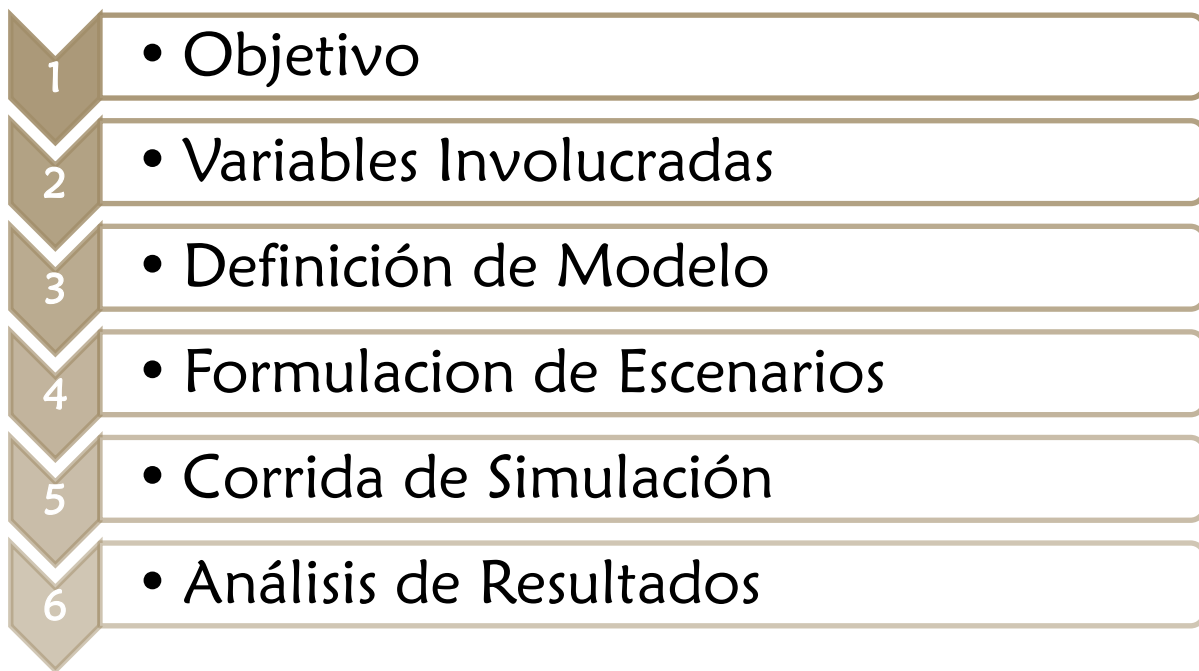 1
• Objetivo
2
• Variables Involucradas
3
• Definición de Modelo
4
• Formulacion de Escenarios
5
• Corrida de Simulación
6
• Análisis de Resultados